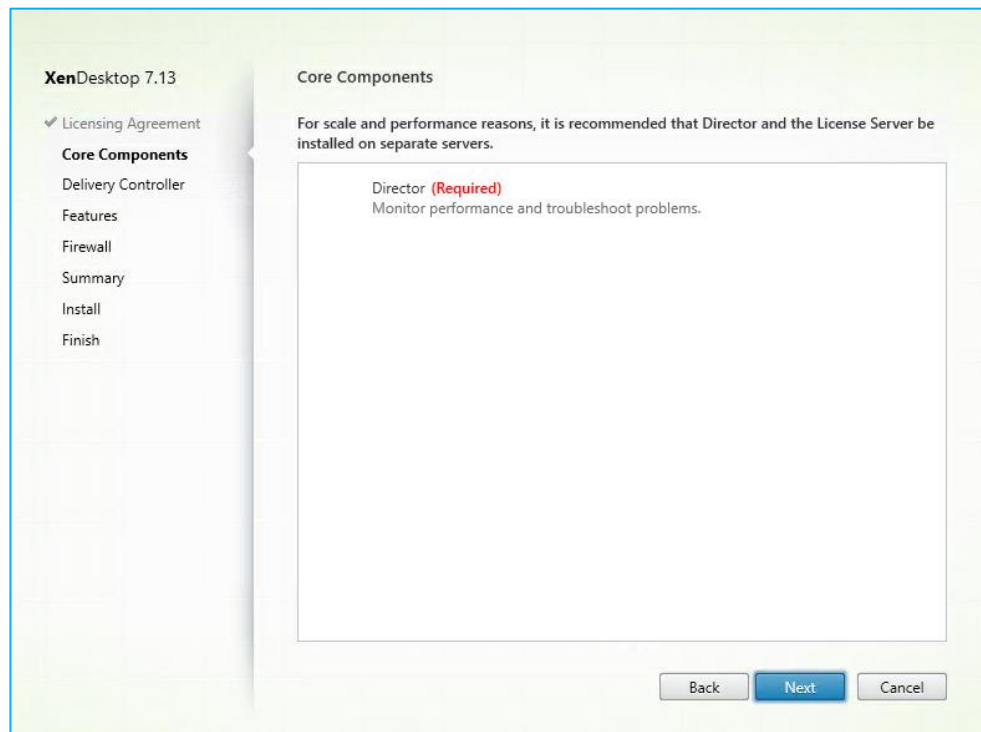 XenDesktop 7.13
Licensing Agreement
Core Components
Delivery Controller
Features
Firewall
Summary
Install
Finish
Core Components
For scale and performance reasons, it is recommended that Director and the License Server be
installed on separate servers.
Director (Required)
Monitor performance and troubleshoot problems.
Back Next Cancel